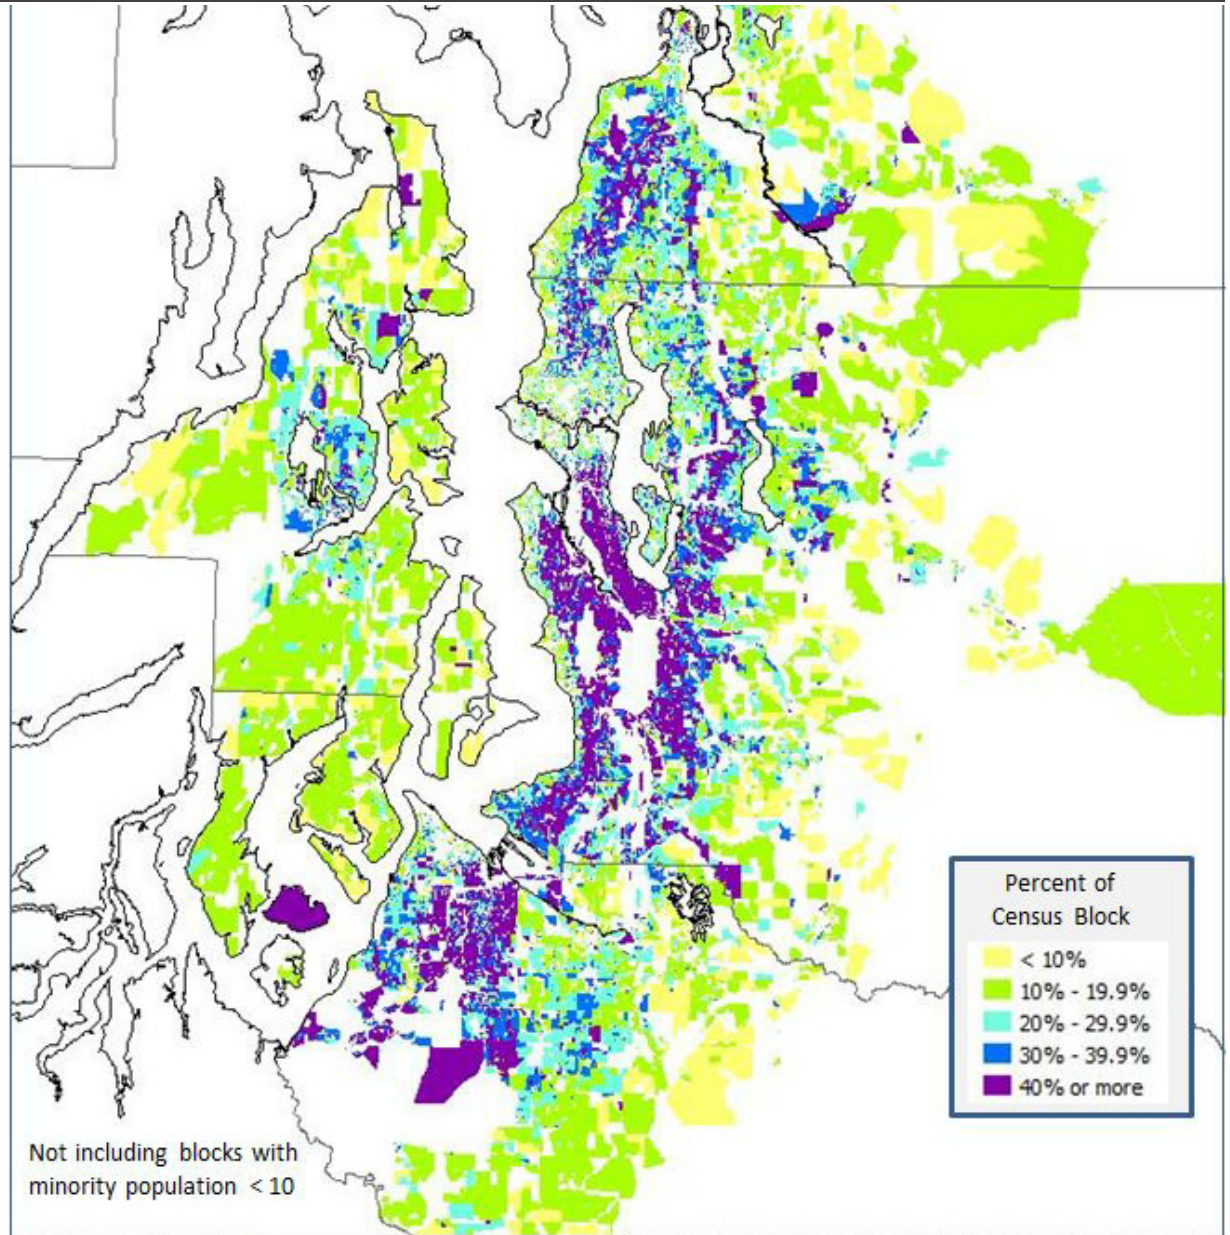 Percent of
Census Block
< 10%
10% - 19.9%
20% - 29.9%
30% - 39.9%
40% or more
Not including blocks with
minority population < 10